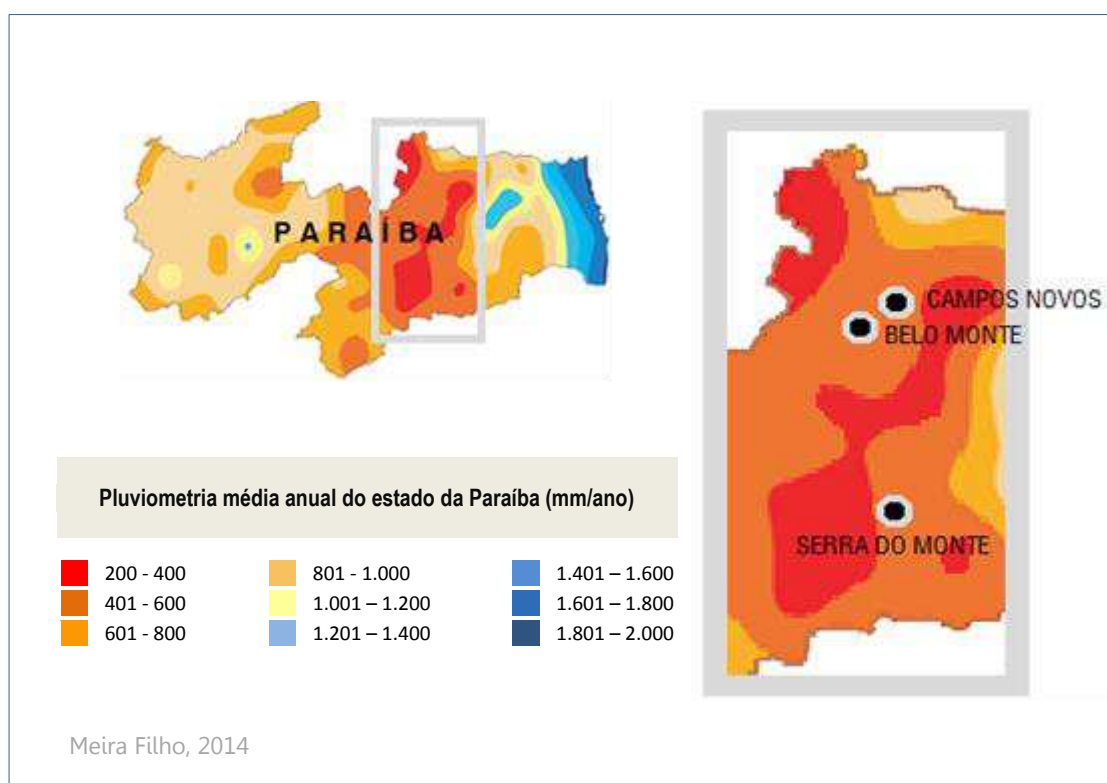 PARAÍBA
CAMPOS NOVOS
BELO MONTE
SERRA DO MONTE
Pluviometria média anual do estado da Paraíba (mm/ano)
200 - 400
801 - 1.000
1.401 – 1.600
401 - 600
1.001 – 1.200
1.601 – 1.800
601 - 800
1.201 – 1.400
1.801 – 2.000
Meira Filho, 2014